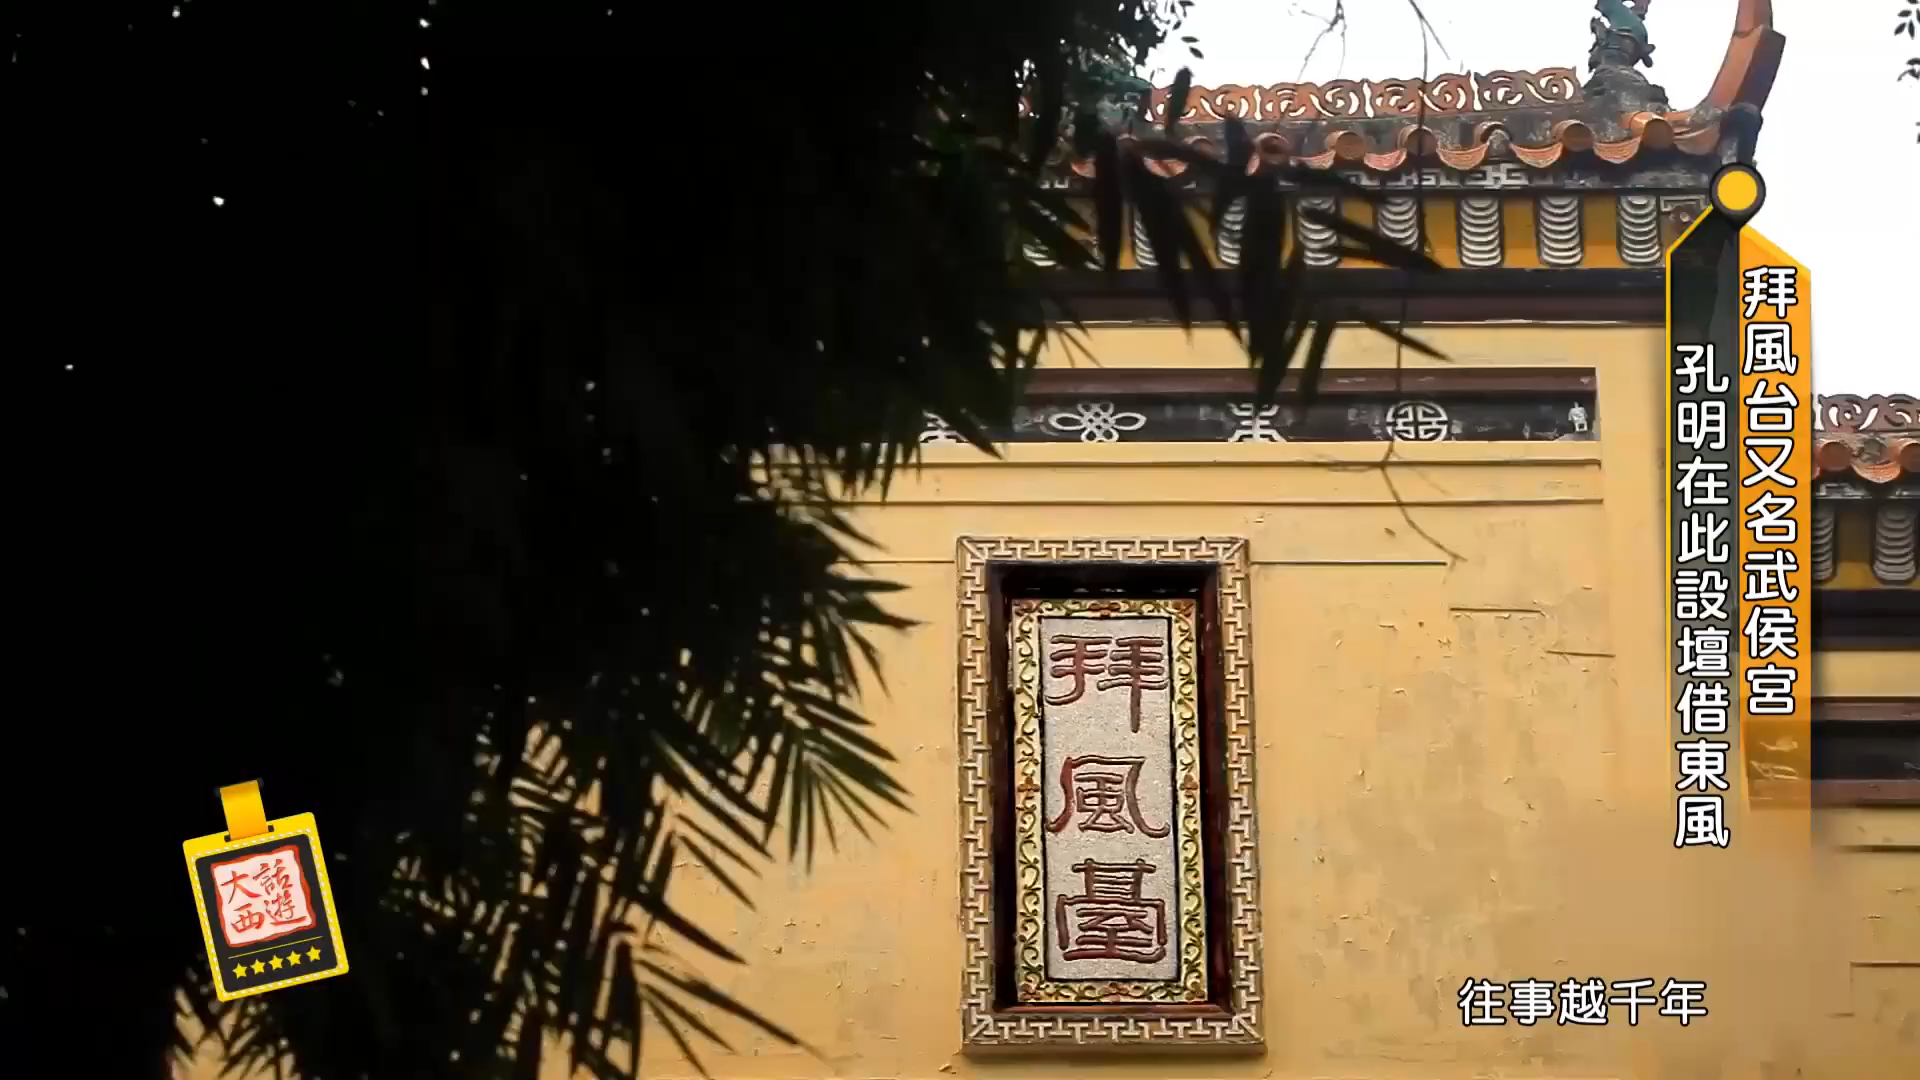 拜風台又名武侯宮
孔明在此設壇借東風
拜風臺
大話西遊
往事越千年